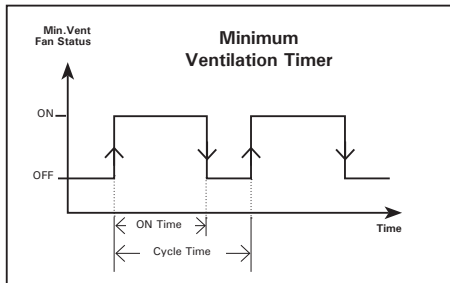 Min.Vent
Fan Status
Minimum
Ventilation Timer
ON
OFF
ON Time
Time
Cycle Time